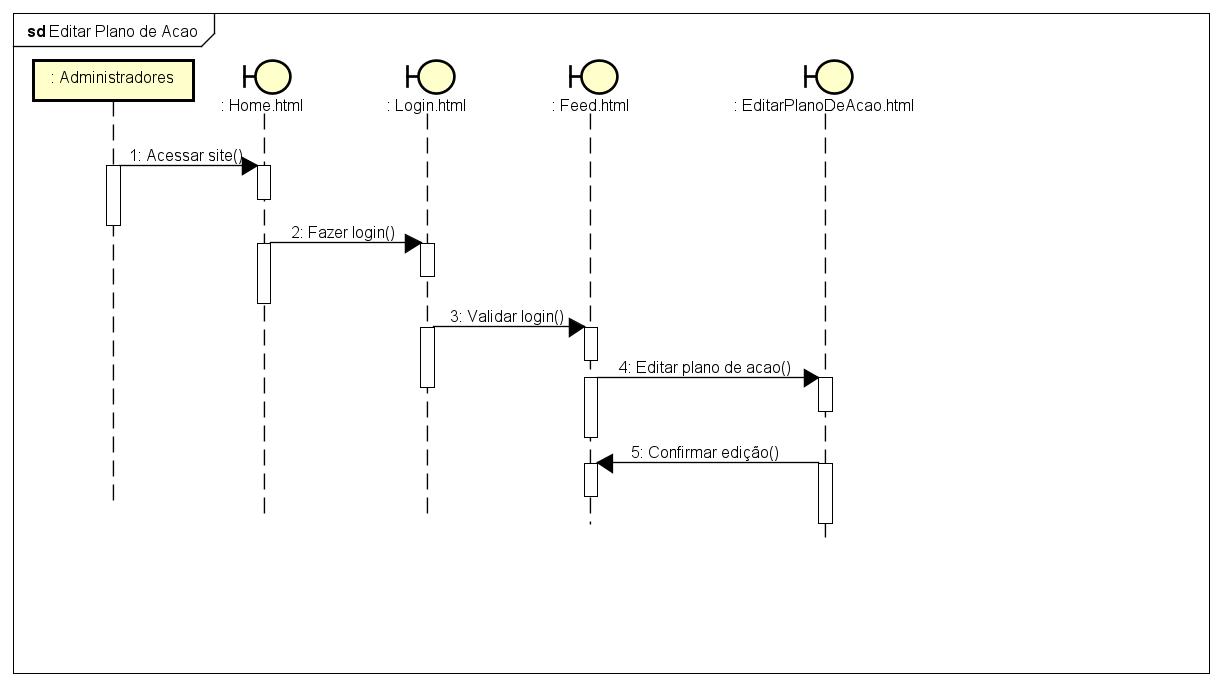 sd Editar Plano de Acao
: Administradores
: Home.html
: Login.html
: Feed.html
: EditarPlanoDeAcao.html
1: Acessar site()
2: Fazer login()
3: Validar login()
4: Editar plano de acao()
5: Confirmar edição()